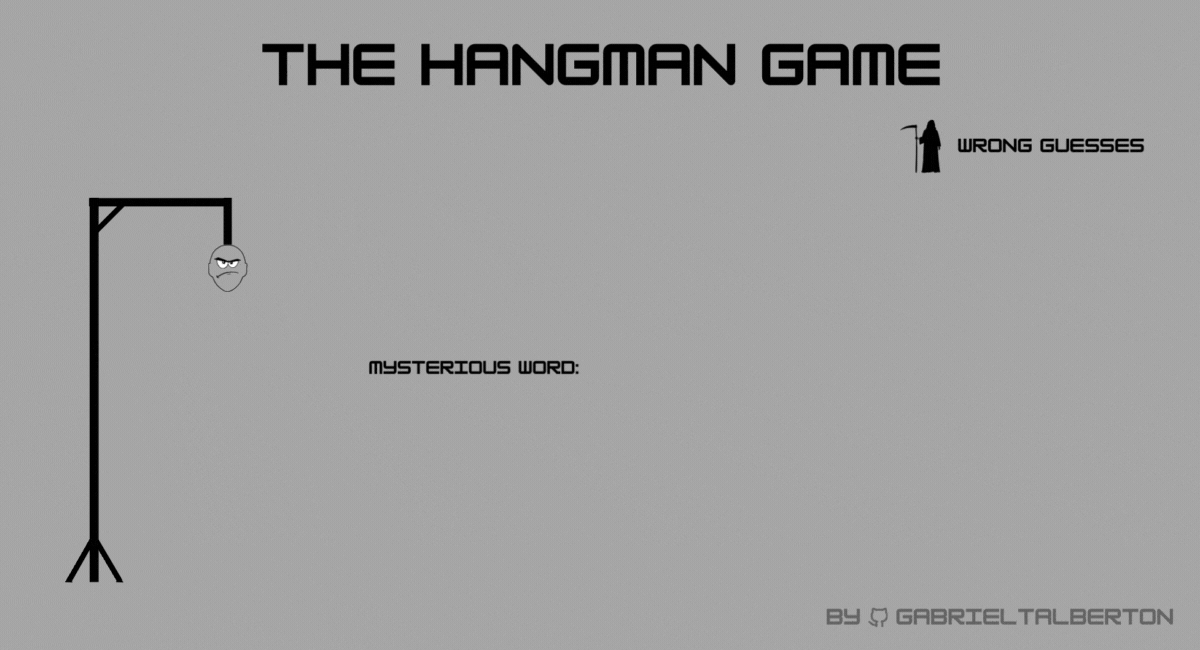 THE HANGMAN GAME
WRONG GUESSES
MYSTERIOUS WORD:
BY GABRIELTALBERTON